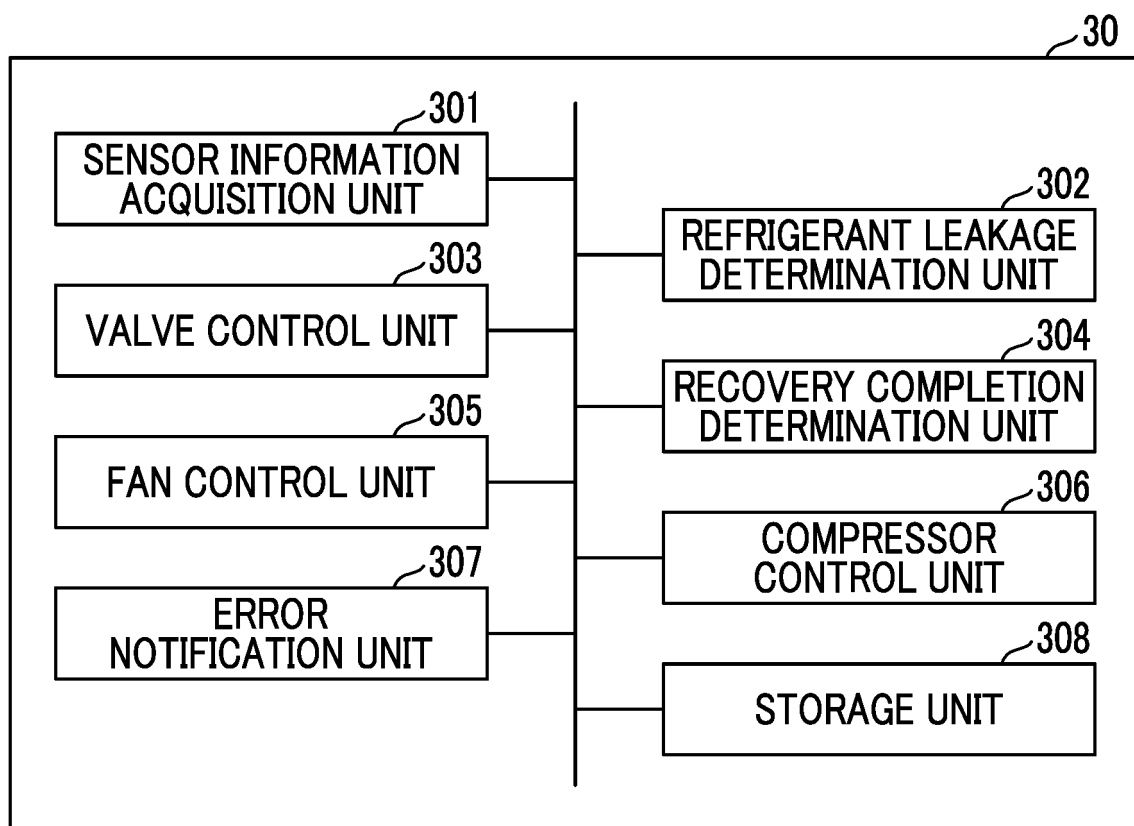 30
301
SENSOR INFORMATION
ACQUISITION UNIT
302
REFRIGERANT LEAKAGE
DETERMINATION UNIT
303
VALVE CONTROL UNIT
304
RECOVERY COMPLETION
DETERMINATION UNIT
305
FAN CONTROL UNIT
306
COMPRESSOR
CONTROL UNIT
307
ERROR
NOTIFICATION UNIT
308
STORAGE UNIT